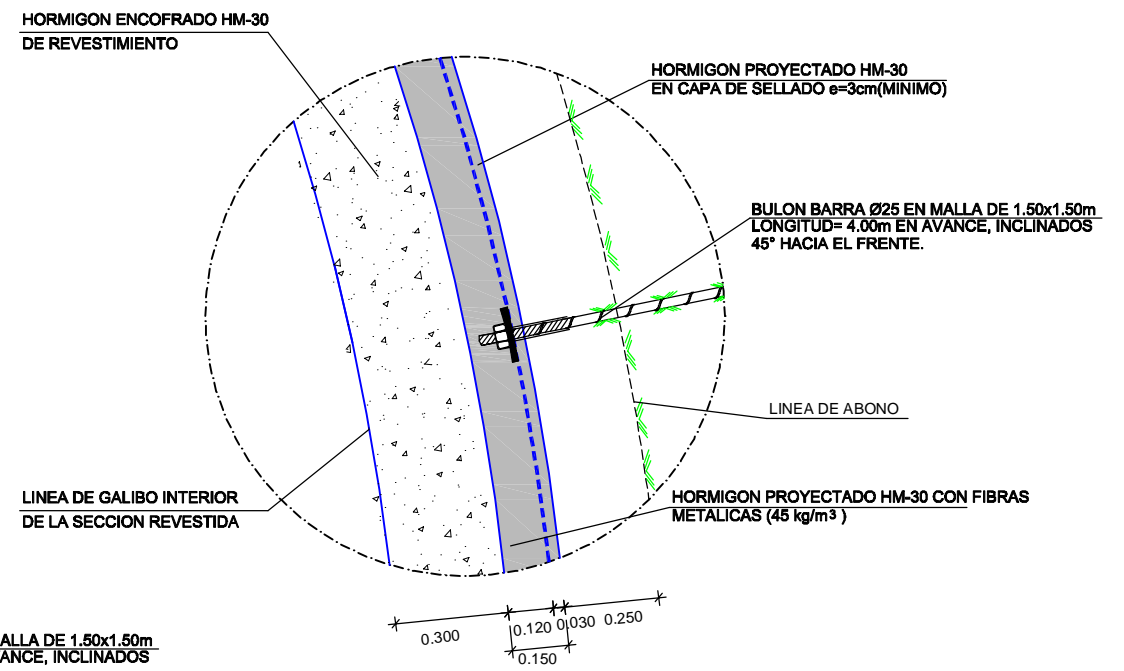 HORMIGON ENCOFRADO HM-30
DE REVESTIMIENTO
HORMIGON PROYECTADO HM-30
EN CAPA DE SELLADO e=3cm(MINIMO)
BULON BARRA Ø25 EN MALLA DE 1.50x1.50m
LONGITUD= 4.00m EN AVANCE, INCLINADOS
45° HACIA EL FRENTE.
LINEA DE ABONO
LINEA DE GALIBO INTERIOR
DE LA SECCION REVESTIDA
HORMIGON PROYECTADO HM-30 CON FIBRAS
METALICAS (45 kg/m³ )
0.300
0.120
0.030
0.250
0.150
ALLA DE 1.50x1.50m
ANCE, INCLINADOS